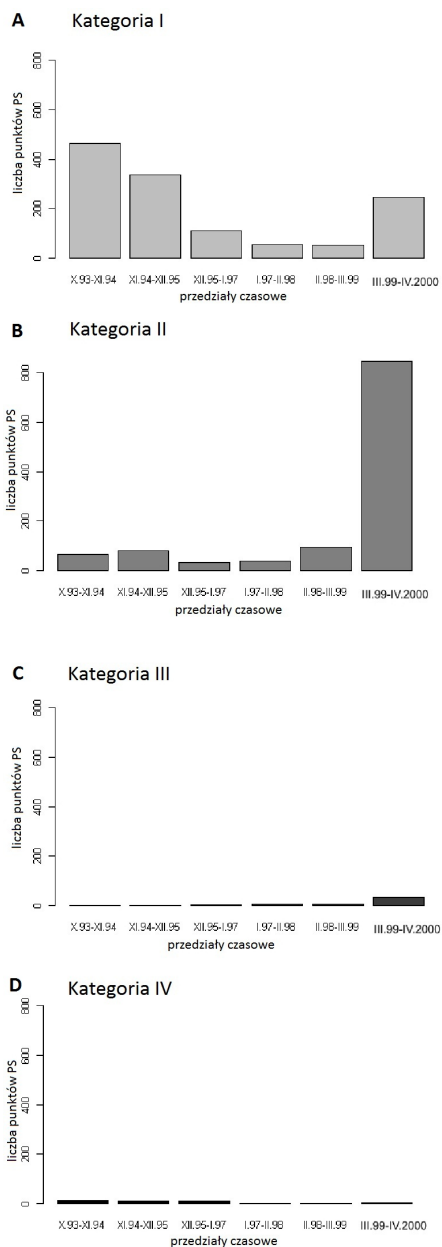 A Kategoria I
liczba punktów PS
800
600
400
200
0
X.93-XI.94 XI.94-XII.95 XII.95-I.97 I.97-II.98 II.98-III.99 III.99-IV.2000
przedziały czasowe
B Kategoria II
liczba punktów PS
800
600
400
200
0
X.93-XI.94 XI.94-XII.95 XII.95-I.97 I.97-II.98 II.98-III.99 III.99-IV.2000
przedziały czasowe
C Kategoria III
liczba punktów PS
800
600
400
200
0
X.93-XI.94 XI.94-XII.95 XII.95-I.97 I.97-II.98 II.98-III.99 III.99-IV.2000
przedziały czasowe
D Kategoria IV
liczba punktów PS
800
600
400
200
0
X.93-XI.94 XI.94-XII.95 XII.95-I.97 I.97-II.98 II.98-III.99 III.99-IV.2000
przedziały czasowe